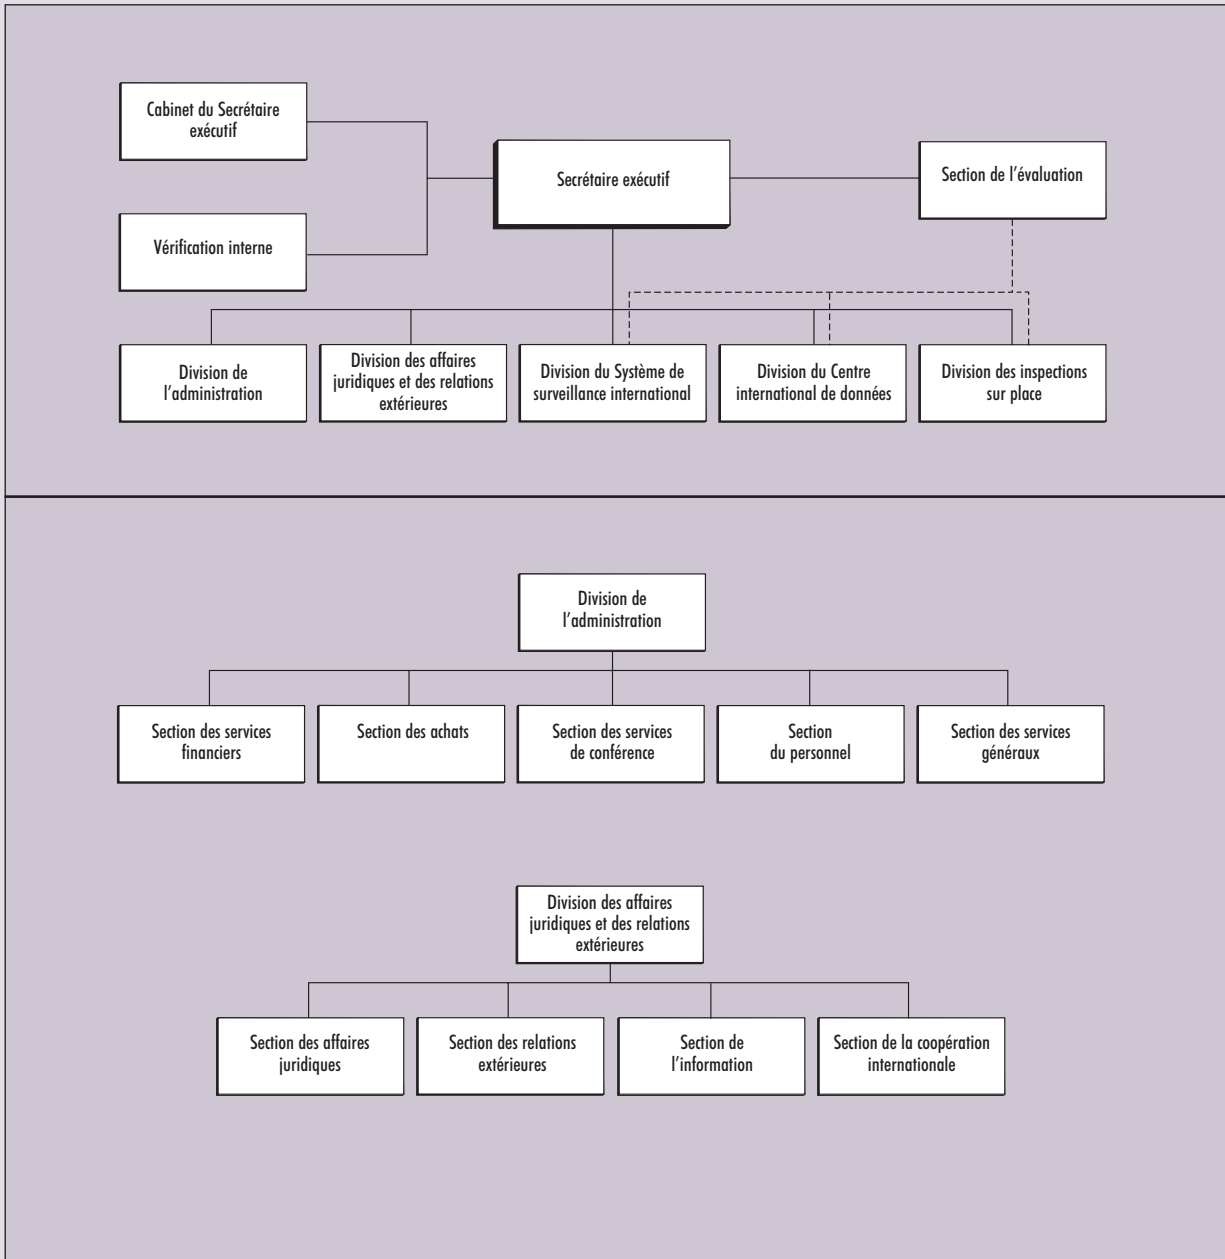 Cabinet du Secrétaire
exécutif
Secrétaire exécutif
Section de l'évaluation
Vérification interne
Division de
l'administration
Division des affaires
juridiques et des relations
extérieures
Division du Système de
surveillance international
Division du Centre
international de données
Division des inspections
sur place
Division de
l'administration
Section des services
financiers
Section des achats
Section des services
de conférence
Section
du personnel
Section des services
généraux
Division des affaires
juridiques et des relations
extérieures
Section des affaires
juridiques
Section des relations
extérieures
Section de
l'information
Section de la coopération
internationale